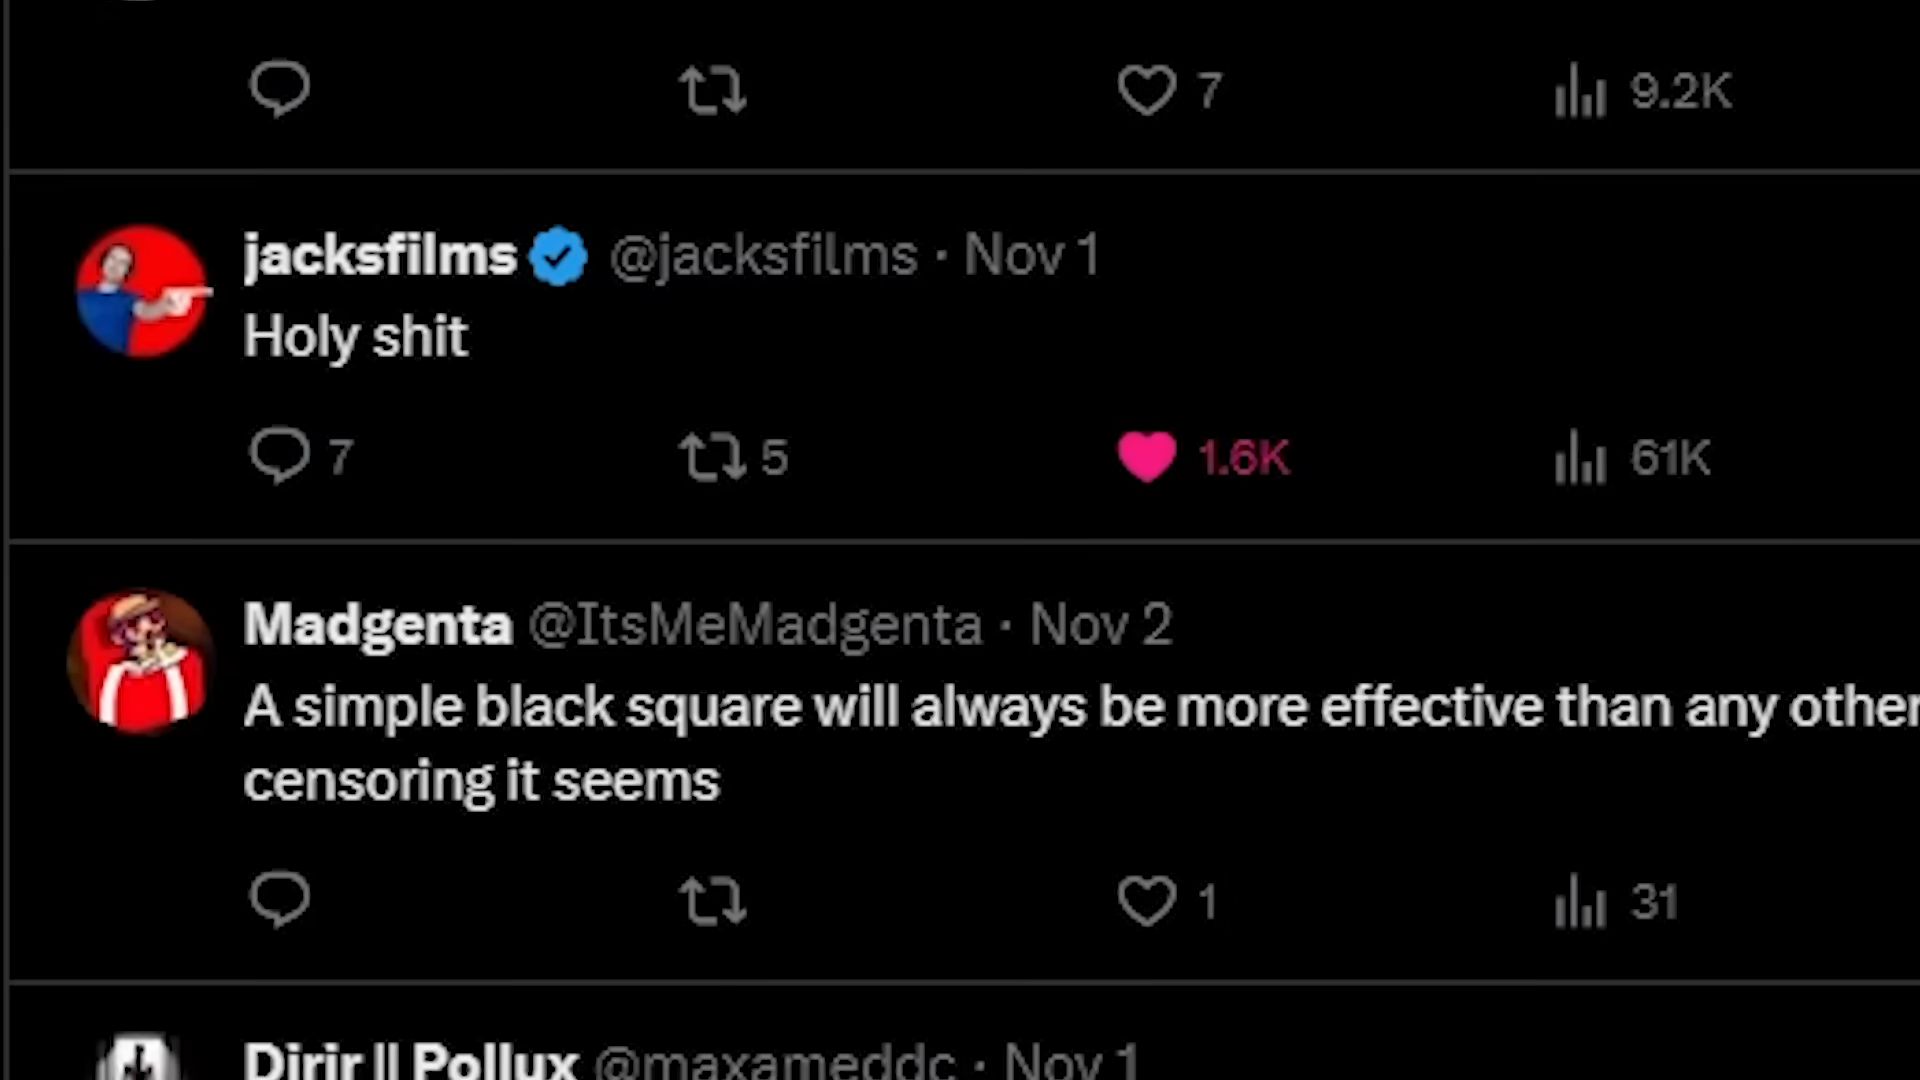 7 9.2K
jacksfilms @jacksfilms · Nov 1
Holy shit
7 5 1.6K 61K
Madgenta @ItsMeMadgenta · Nov 2
A simple black square will always be more effective than any other
censoring it seems
1 31
Dirir || Pollux @maxameddc · Nov 1